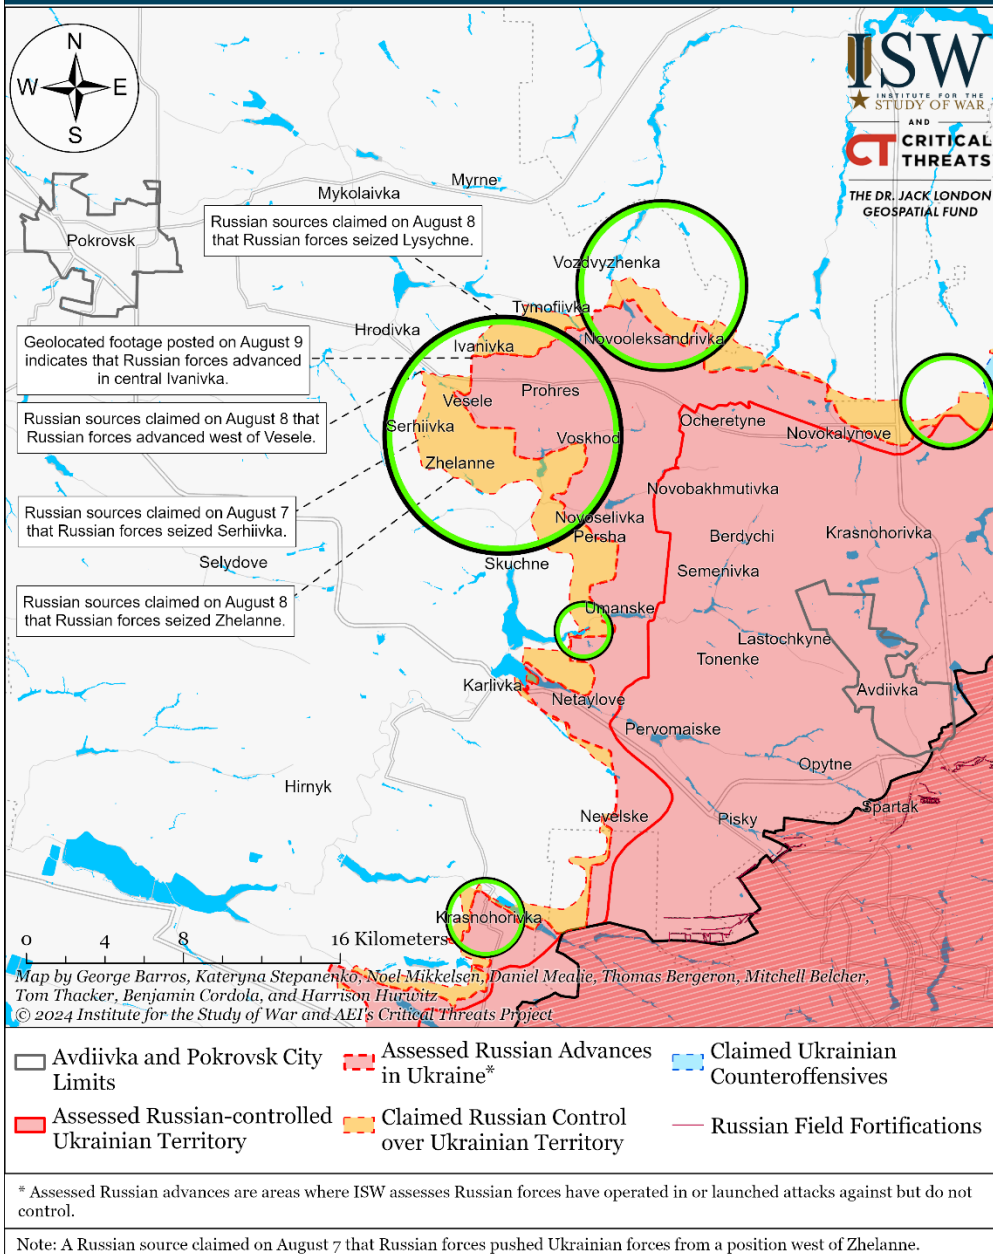 N
W E
S
ISW
INSTITUTE FOR THE
STUDY OF WAR
AND
CT CRITICAL
THREATS
THE DR. JACK LONDON
GEOSPATIAL FUND
Myrne
Mykolaivka
Russian sources claimed on August 8
that Russian forces seized Lysychne.
Pokrovsk
Vozdvyzhenka
Tymofiivka
Hrodivka
Geolocated footage posted on August 9
indicates that Russian forces advanced
in central Ivanivka.
Ivanivka
Novooleksandrivka
Prohres
Vesele
Russian sources claimed on August 8 that
Russian forces advanced west of Vesele.
Serhiivka
Ocheretyne
Voskhod
Novokalynove
Zhelanne
Novobakhmutivka
Russian sources claimed on August 7
that Russian forces seized Serhiivka.
Novoselivka
Persha
Berdychi
Krasnohorivka
Selydove
Skuchne
Semenivka
Russian sources claimed on August 8
that Russian forces seized Zhelanne.
Umanske
Lastochkyne
Tonenke
Karlivka
Netaylove
Avdiivka
Pervomaiske
Opytne
Hirnyk
Nevelske
Pisky
Spartak
Krasnohorivka
0 4 8 16 Kilometers
Map by George Barros, Kateryna Stepanenko, Noel Mikkelsen, Daniel Mealie, Thomas Bergeron, Mitchell Belcher,
Tom Thacker, Benjamin Cordola, and Harrison Hurwitz
© 2024 Institute for the Study of War and AEI's Critical Threats Project
Avdiivka and Pokrovsk City
Limits
Assessed Russian Advances
in Ukraine*
Claimed Ukrainian
Counteroffensives
Assessed Russian-controlled
Ukrainian Territory
Claimed Russian Control
over Ukrainian Territory
Russian Field Fortifications
* Assessed Russian advances are areas where ISW assesses Russian forces have operated in or launched attacks against but do not
control.
Note: A Russian source claimed on August 7 that Russian forces pushed Ukrainian forces from a position west of Zhelanne.